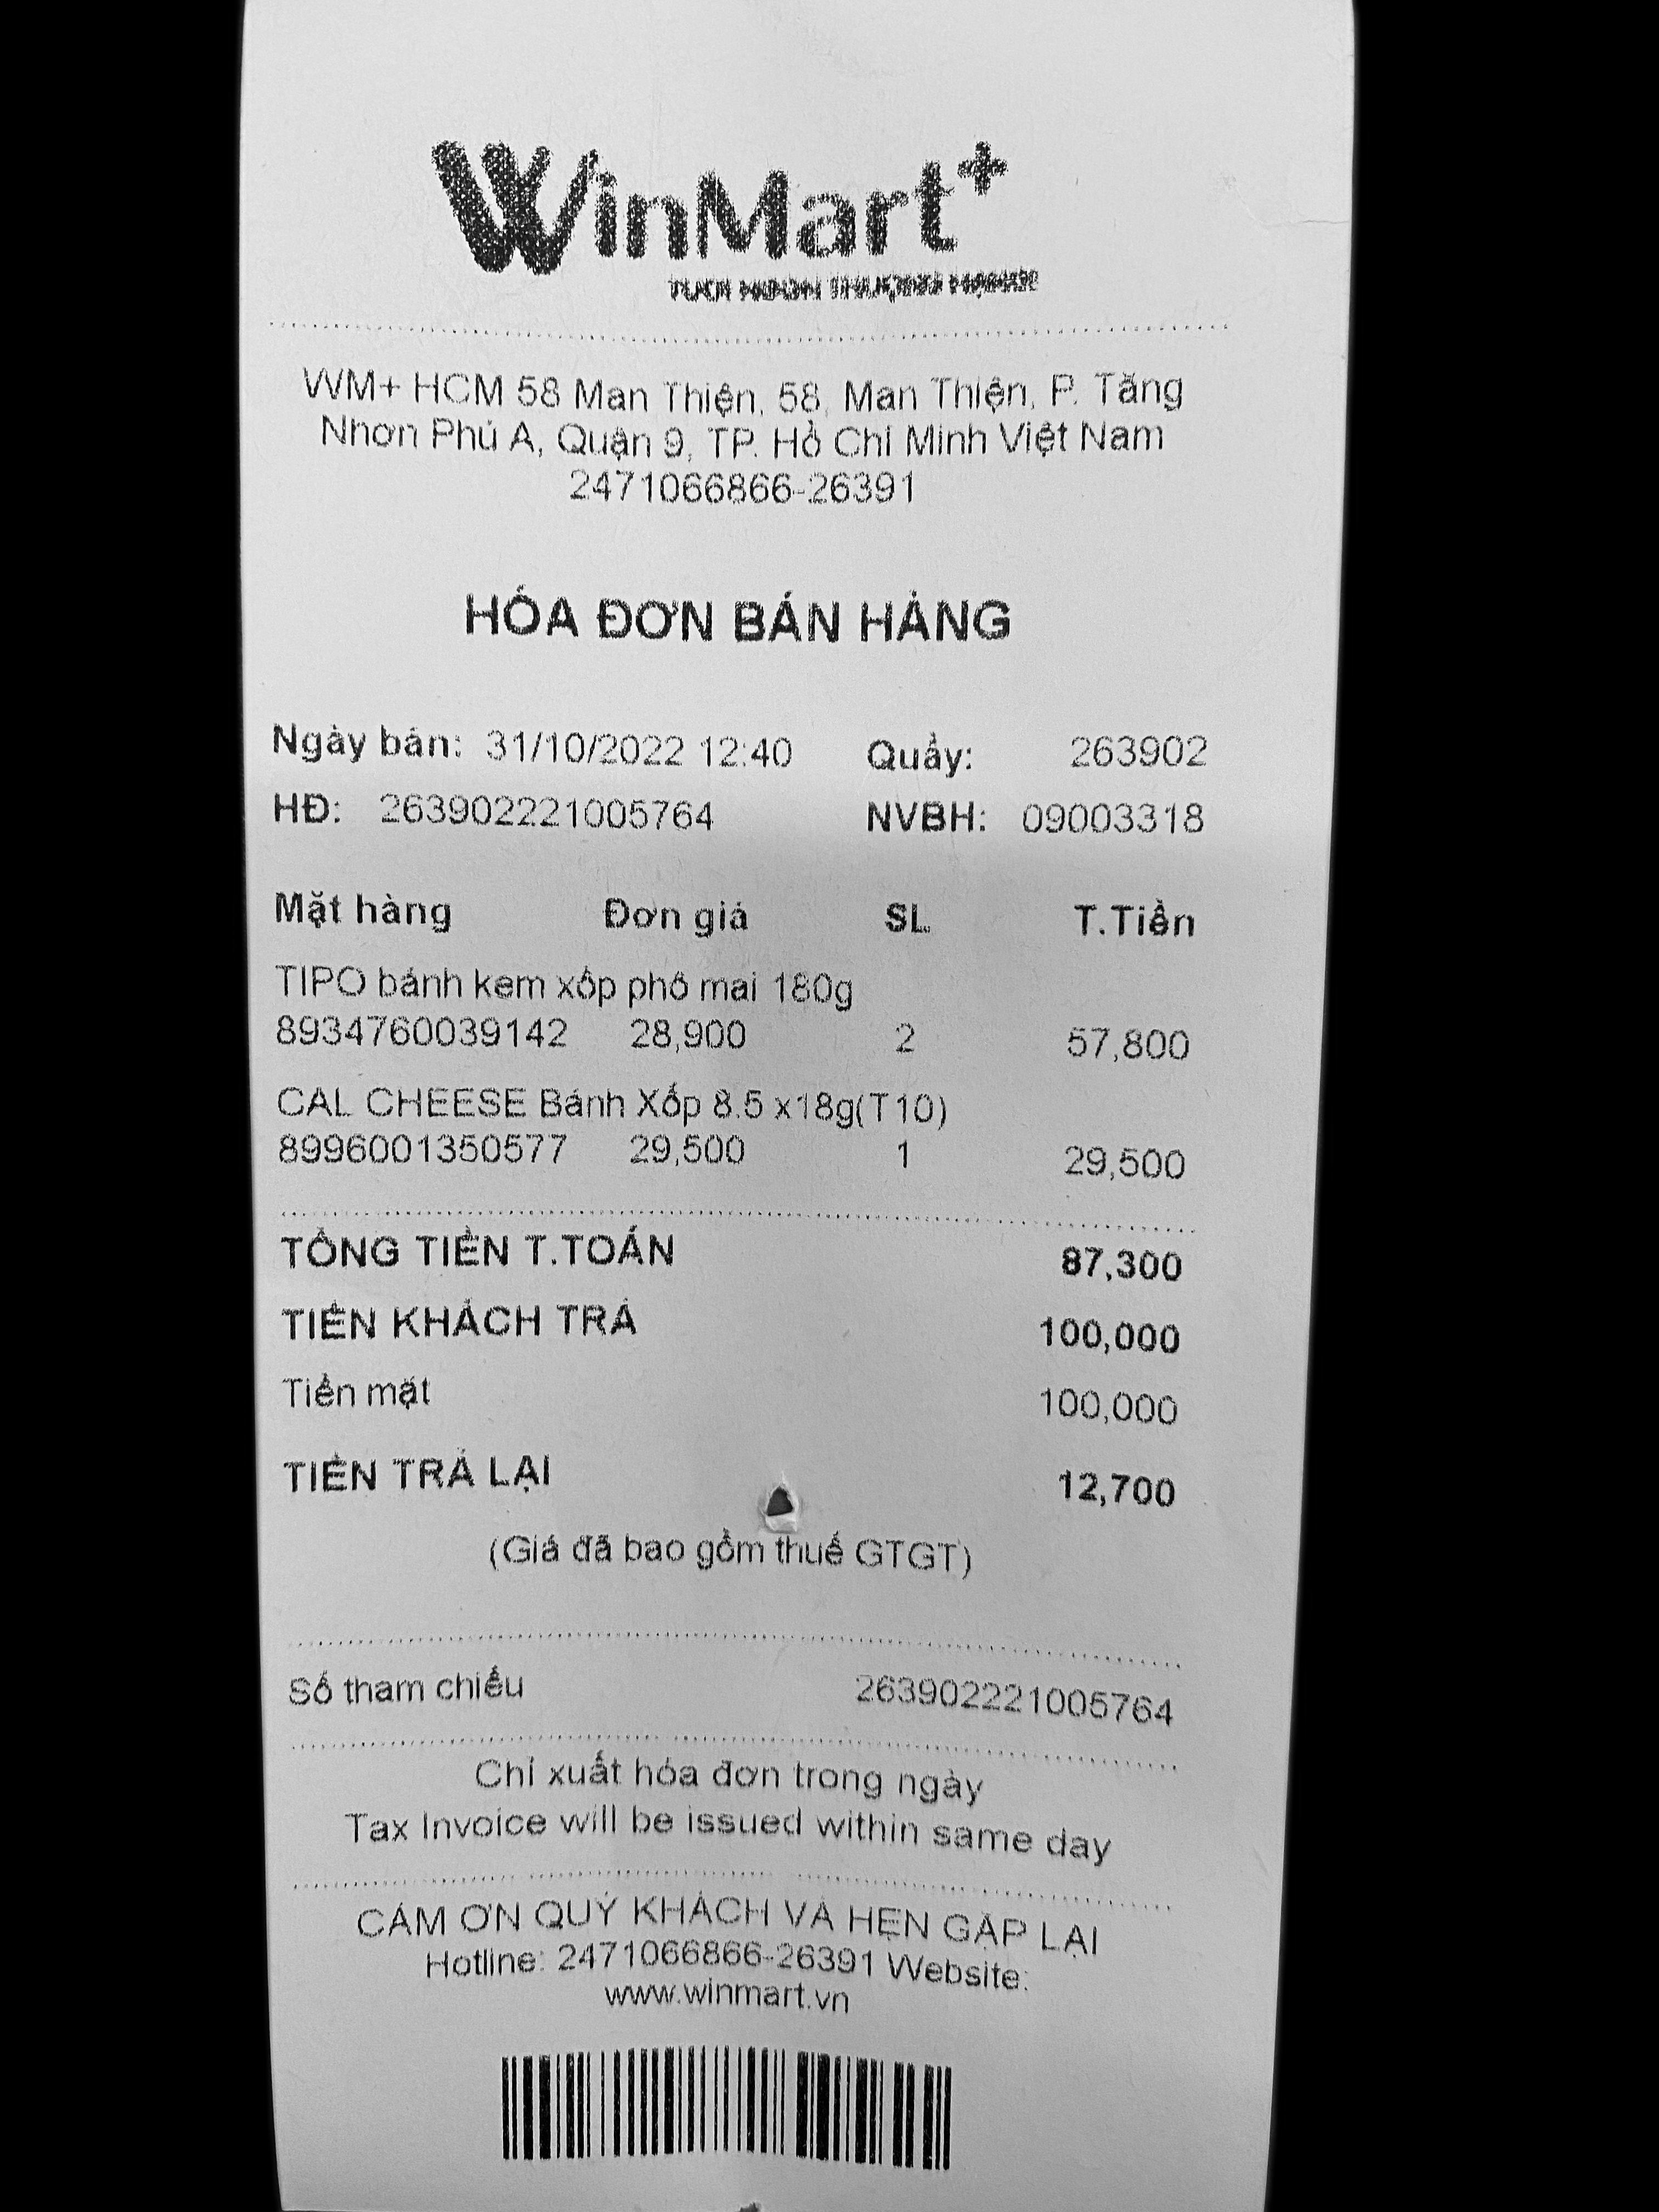 WinMart+
WM+ HCM 58 Man Thiện, 58, Man Thiện, P. Tăng
Nhơn Phú A, Quận 9, TP. Hồ Chí Minh Việt Nam
2471066866-26391
HÓA ĐƠN BÁN HÀNG
Ngày bán: 31/10/2022 12:40 Quầy: 263902
HĐ: 263902221005764 NVBH: 09003318
Mặt hàng Đơn giá SL T.Tiền
TIPO bánh kem xốp phô mai 180g
8934760039142 28,900 2 57,800
CAL CHEESE Bánh Xốp 8.5 x18g(T10)
8996001350577 29,500 1 29,500
TỔNG TIỀN T.TOÁN 87,300
TIỀN KHÁCH TRẢ 100,000
Tiền mặt 100,000
TIỀN TRẢ LẠI 12,700
(Giá đã bao gồm thuế GTGT)
Số tham chiếu 263902221005764
Chỉ xuất hóa đơn trong ngày
Tax Invoice will be issued within same day
CẢM ƠN QUÝ KHÁCH VÀ HẸN GẶP LẠI
Hotline: 2471066866-26391 Website:
www.winmart.vn